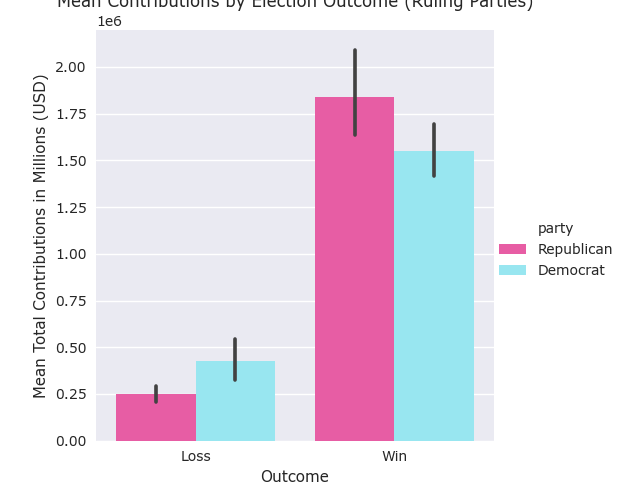 Mean Contributions by Election Outcome (Ruling Parties)
1e6
2.00
1.75
1.50
1.25
1.00
0.75
0.50
0.25
0.00
Mean Total Contributions in Millions (USD)
Loss
Win
Outcome
party
Republican
Democrat